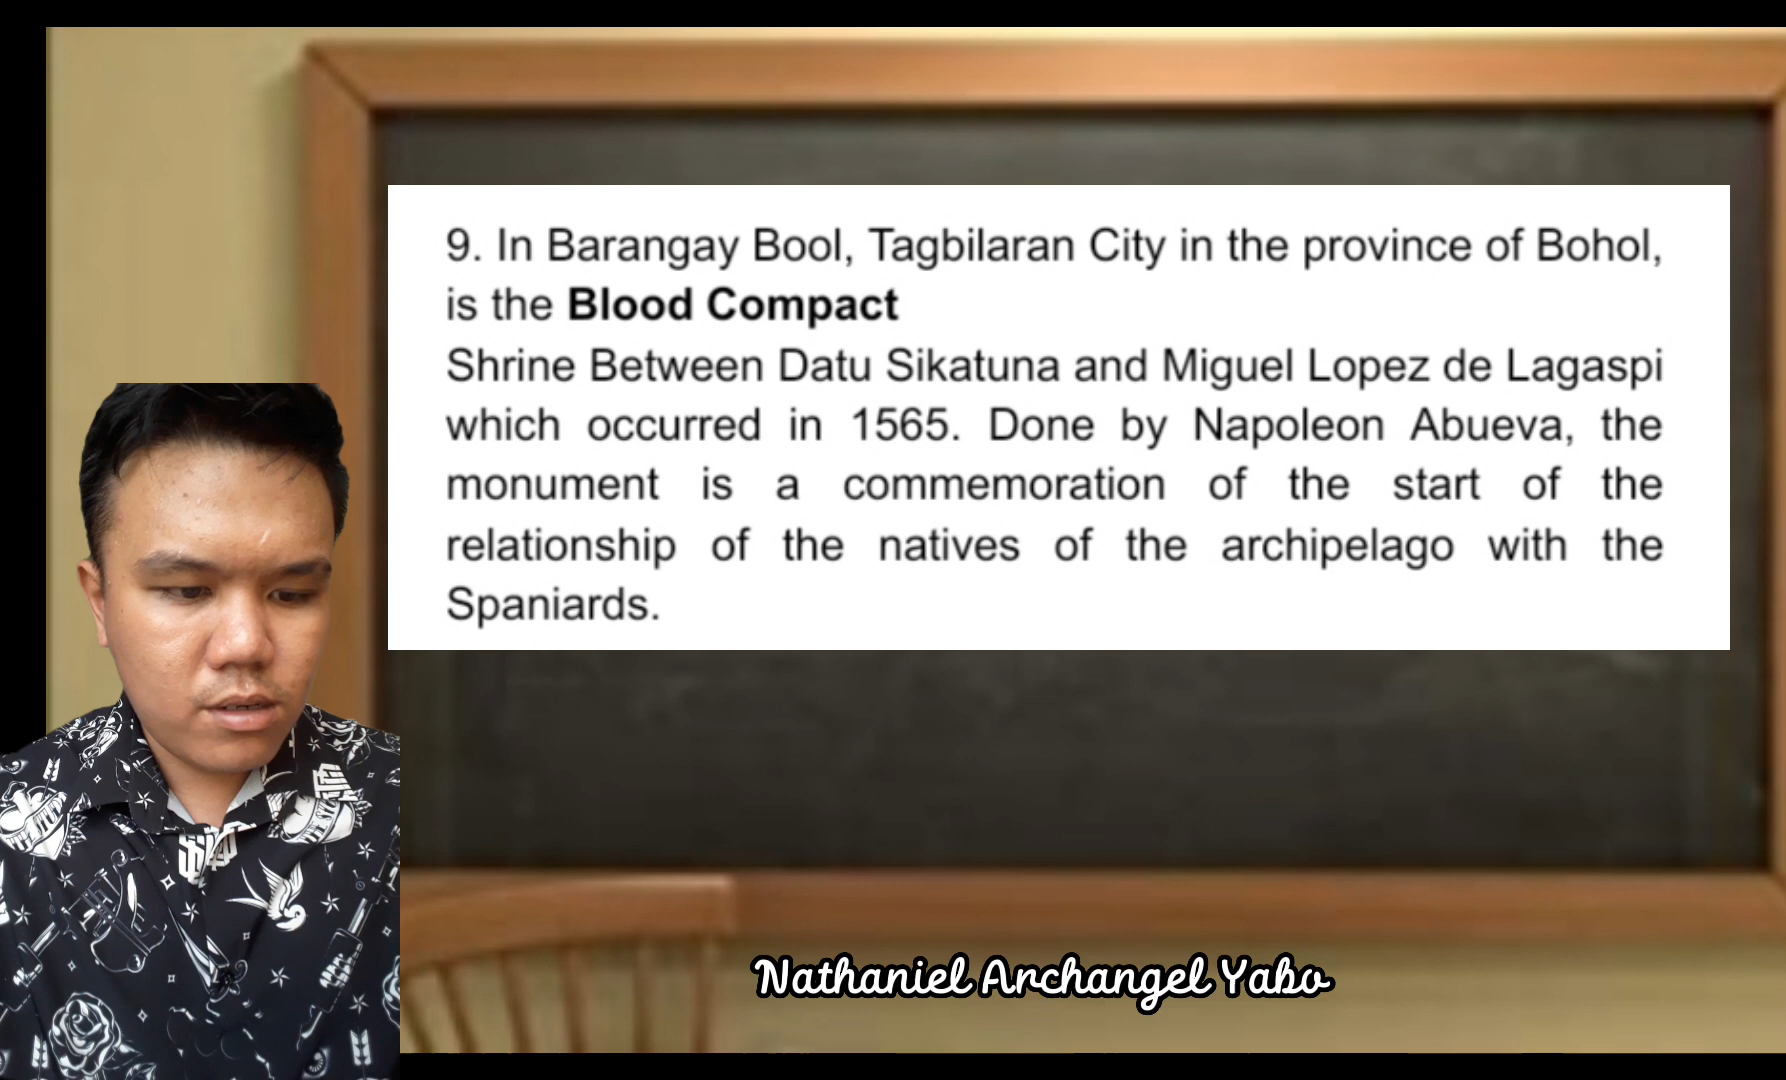 9. In Barangay Bool, Tagbilaran City in the province of Bohol,
is the Blood Compact
Shrine Between Datu Sikatuna and Miguel Lopez de Lagaspi
which occurred in 1565. Done by Napoleon Abueva, the
monument is a commemoration of the start of the
relationship of the natives of the archipelago with the
Spaniards.
Nathaniel Archangel Yabo